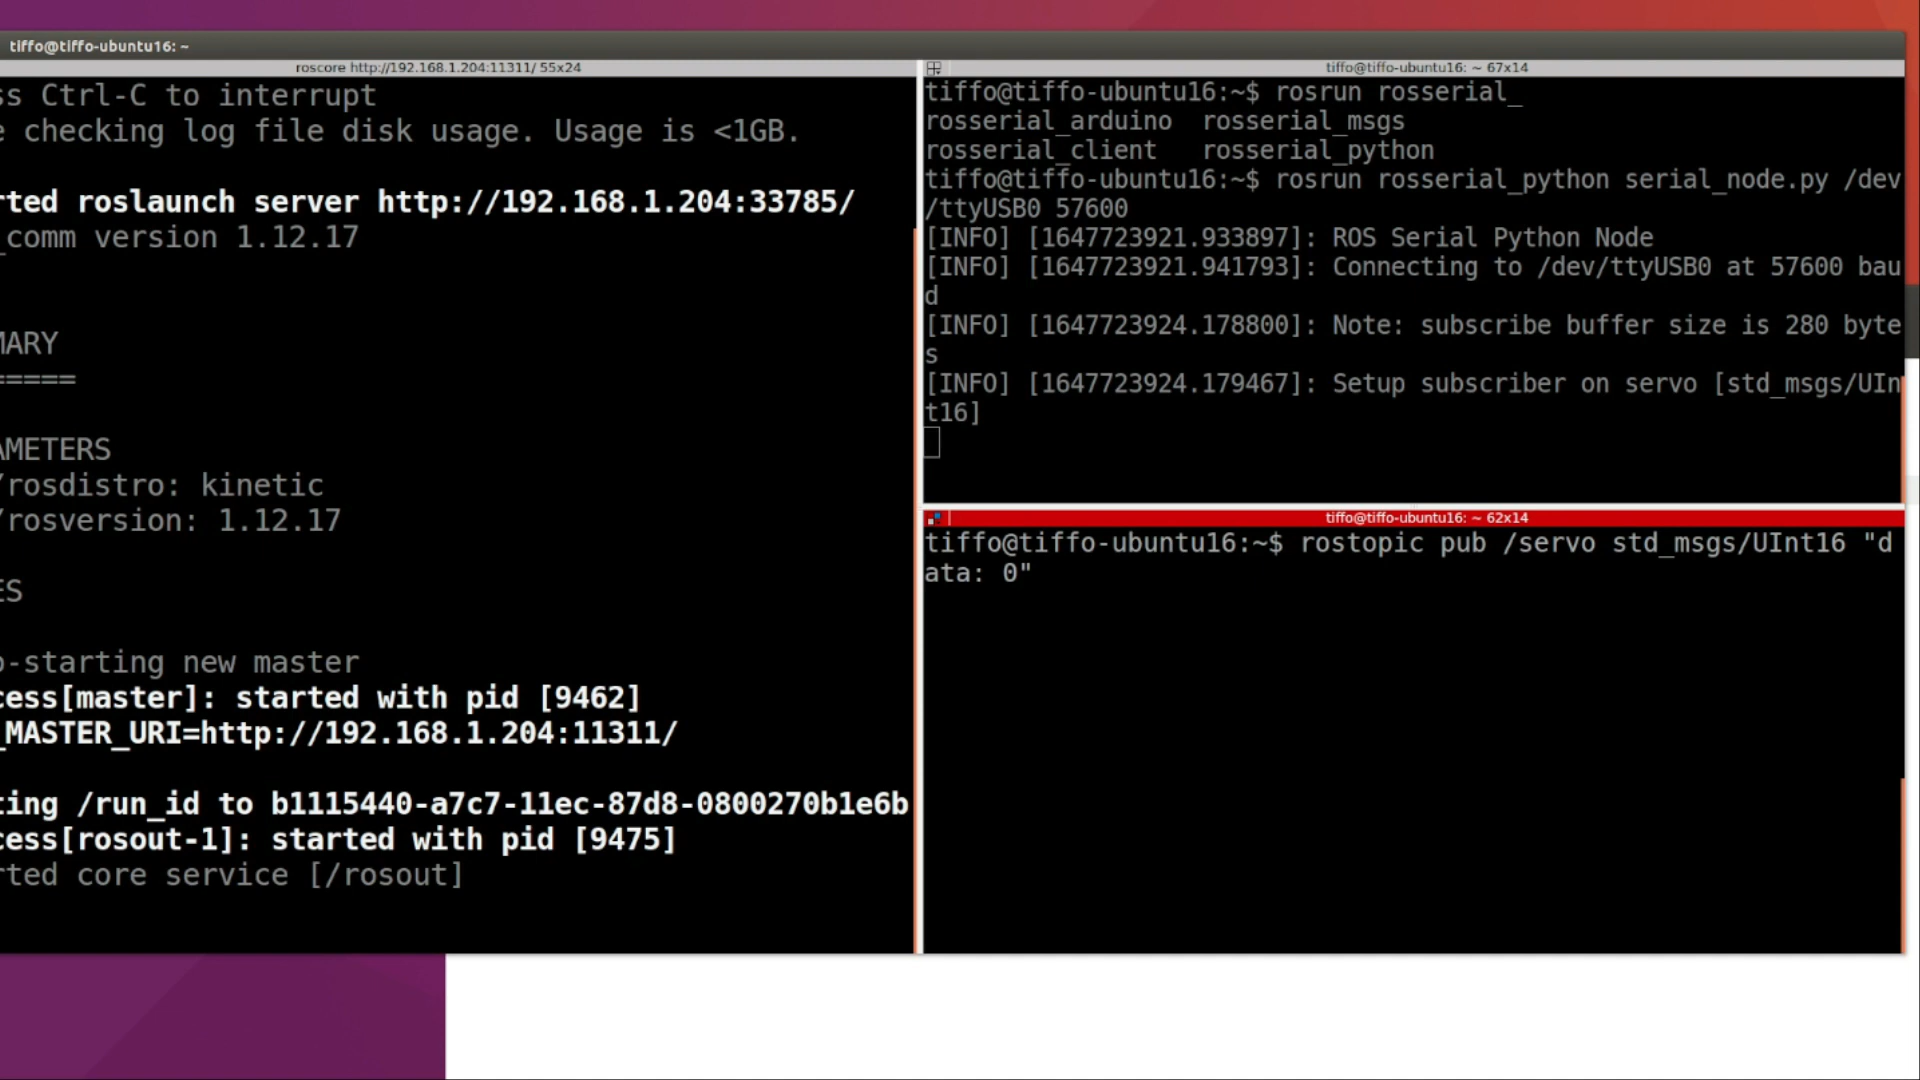 tiffo@tiffo-ubuntu16: ~
roscore http://192.168.1.204:11311/ 55x24
ss Ctrl-C to interrupt
e checking log file disk usage. Usage is <1GB.
rted roslaunch server http://192.168.1.204:33785/
_comm version 1.12.17
MARY
=====
AMETERS
/rosdistro: kinetic
/rosversion: 1.12.17
ES
o-starting new master
cess[master]: started with pid [9462]
_MASTER_URI=http://192.168.1.204:11311/
ting /run_id to b1115440-a7c7-11ec-87d8-0800270b1e6b
cess[rosout-1]: started with pid [9475]
rted core service [/rosout]
tiffo@tiffo-ubuntu16: ~ 67x14
tiffo@tiffo-ubuntu16:~$ rosrun rosserial_
rosserial_arduino  rosserial_msgs
rosserial_client   rosserial_python
tiffo@tiffo-ubuntu16:~$ rosrun rosserial_python serial_node.py /dev
/ttyUSB0 57600
[INFO] [1647723921.933897]: ROS Serial Python Node
[INFO] [1647723921.941793]: Connecting to /dev/ttyUSB0 at 57600 bau
d
[INFO] [1647723924.178800]: Note: subscribe buffer size is 280 byte
s
[INFO] [1647723924.179467]: Setup subscriber on servo [std_msgs/UIn
t16]
tiffo@tiffo-ubuntu16: ~ 62x14
tiffo@tiffo-ubuntu16:~$ rostopic pub /servo std_msgs/UInt16 "d
ata: 0"